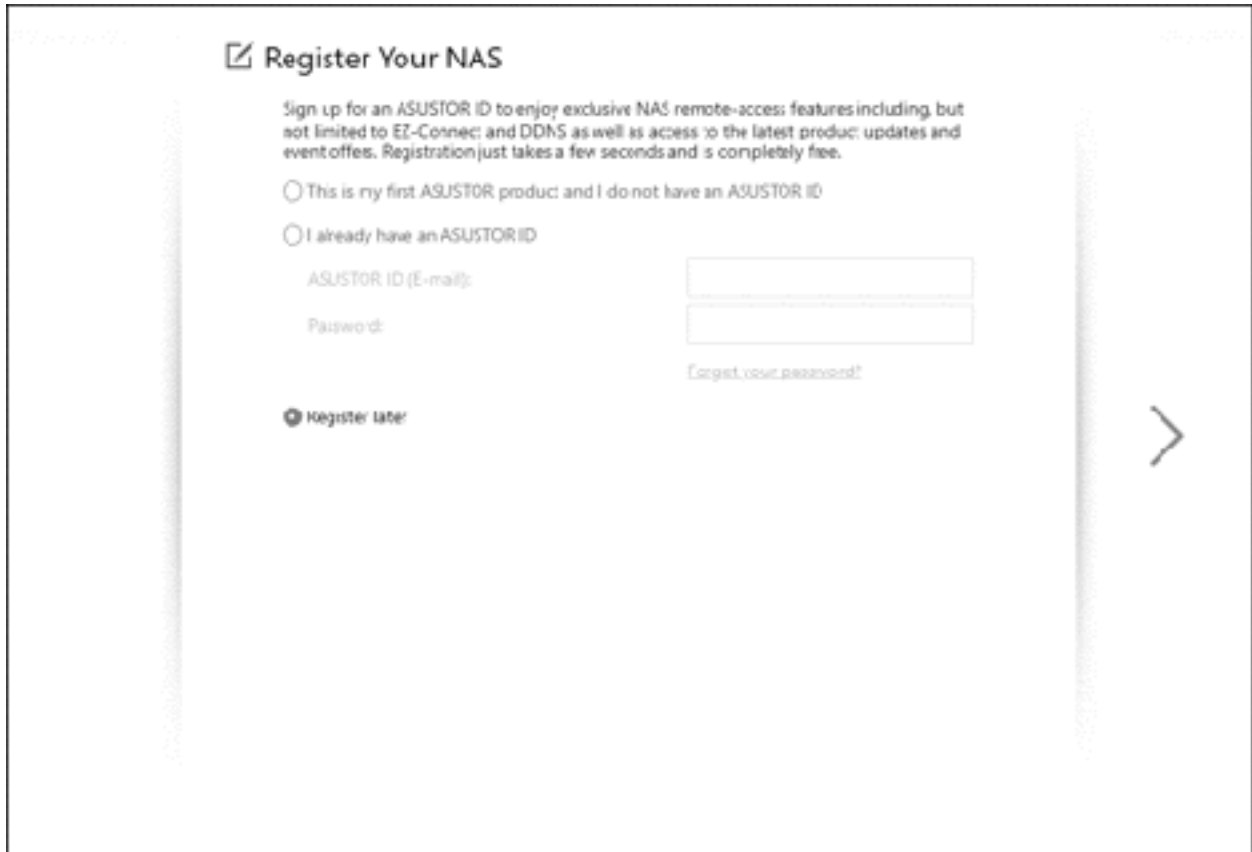 Register Your NAS
Sign up for an ASUSTOR ID to enjoy exclusive NAS remote-access features including, but
not limited to EZ-Connect and DDNS as well as access to the latest product updates and
event offers. Registration just takes a few seconds and is completely free.
This is my first ASUSTOR product and I do not have an ASUSTOR ID
I already have an ASUSTOR ID
ASUSTOR ID (E-mail):
Password:
Forgot your password?
Register later